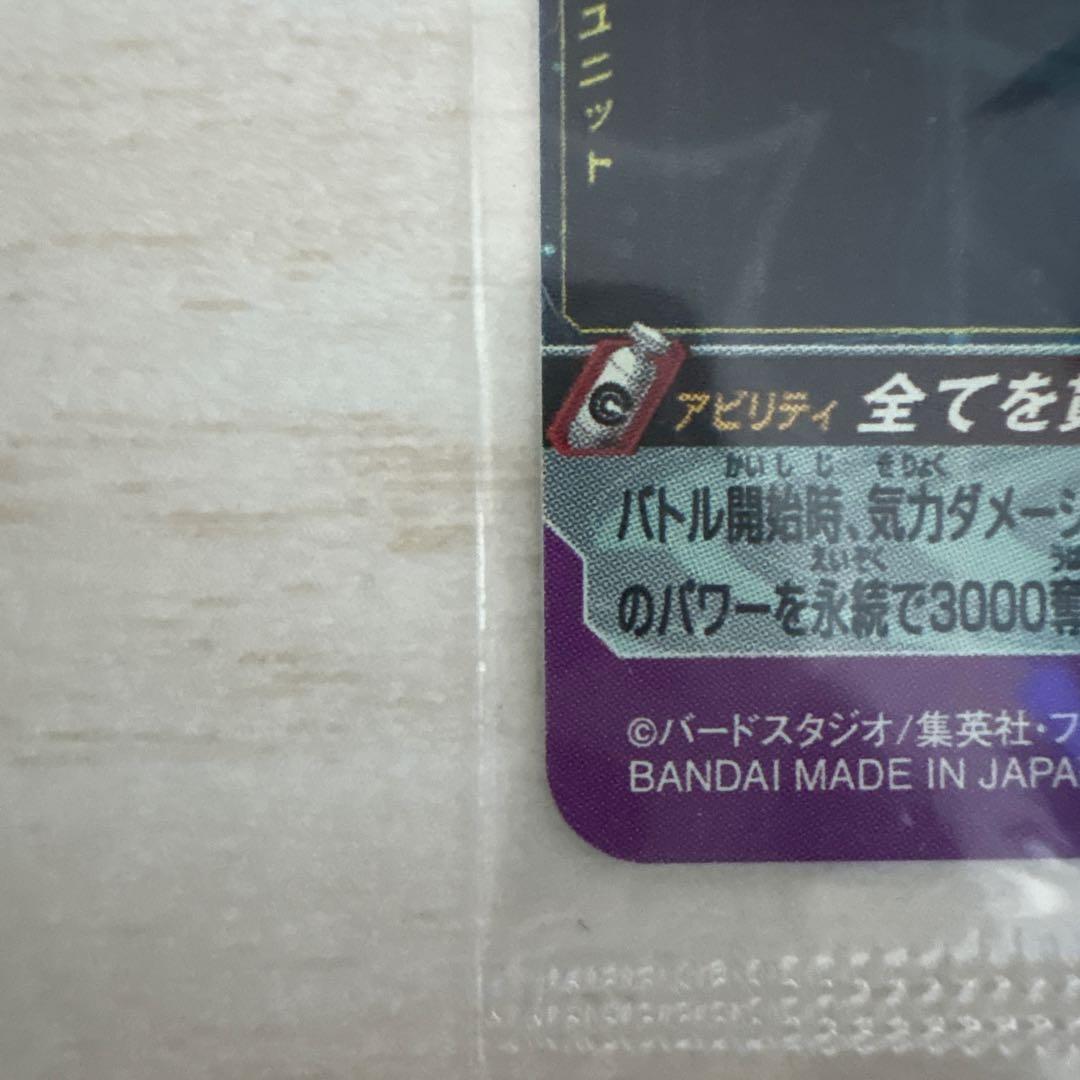 ユニット
アビリティ 全てを
かいしじ きりょく
バトル開始時、気力ダメージ
えいぞく
のパワーを永続で3000奪
©バードスタジオ/集英社・フ
BANDAI MADE IN JAPA